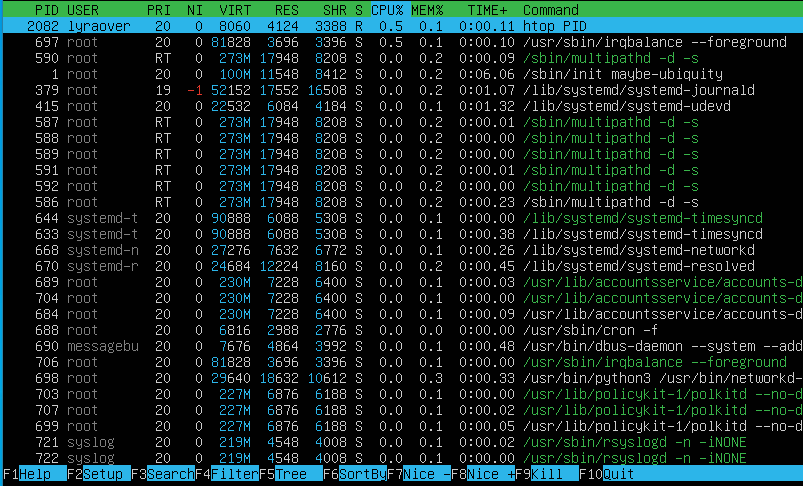 PID USER PRI NI VIRT RES SHR S CPU% MEM% TIME+ Command
2082 lyraover 20 0 8060 4124 3388 R 0.5 0.1 0:00.11 htop PID
697 root 20 0 81828 3696 3396 S 0.5 0.1 0:00.10 /usr/sbin/irqbalance --foreground
590 root RT 0 273M 17948 8208 S 0.0 0.2 0:00.09 /sbin/multipathd -d -s
1 root 20 0 100M 11548 8412 S 0.0 0.2 0:06.06 /sbin/init maybe-ubiquity
379 root 19 -1 52152 17552 16508 S 0.0 0.2 0:01.07 /lib/systemd/systemd-journald
415 root 20 0 22532 6084 4184 S 0.0 0.1 0:01.32 /lib/systemd/systemd-udevd
587 root RT 0 273M 17948 8208 S 0.0 0.2 0:00.01 /sbin/multipathd -d -s
588 root RT 0 273M 17948 8208 S 0.0 0.2 0:00.00 /sbin/multipathd -d -s
589 root RT 0 273M 17948 8208 S 0.0 0.2 0:00.00 /sbin/multipathd -d -s
591 root RT 0 273M 17948 8208 S 0.0 0.2 0:00.00 /sbin/multipathd -d -s
592 root RT 0 273M 17948 8208 S 0.0 0.2 0:00.00 /sbin/multipathd -d -s
586 root RT 0 273M 17948 8208 S 0.0 0.2 0:00.23 /sbin/multipathd -d -s
644 systemd-t 20 0 90888 6088 5308 S 0.0 0.1 0:00.00 /lib/systemd/systemd-timesyncd
633 systemd-t 20 0 90888 6088 5308 S 0.0 0.1 0:00.38 /lib/systemd/systemd-timesyncd
668 systemd-n 20 0 27276 7632 6772 S 0.0 0.1 0:00.26 /lib/systemd/systemd-networkd
670 systemd-r 20 0 24684 12224 8160 S 0.0 0.2 0:00.45 /lib/systemd/systemd-resolved
689 root 20 0 230M 7228 6400 S 0.0 0.1 0:00.03 /usr/lib/accountsservice/accounts-d
704 root 20 0 230M 7228 6400 S 0.0 0.1 0:00.00 /usr/lib/accountsservice/accounts-d
684 root 20 0 230M 7228 6400 S 0.0 0.1 0:00.09 /usr/lib/accountsservice/accounts-d
688 root 20 0 6816 2988 2776 S 0.0 0.0 0:00.00 /usr/sbin/cron -f
690 messagebu 20 0 7676 4864 3992 S 0.0 0.1 0:00.48 /usr/bin/dbus-daemon --system --add
706 root 20 0 81828 3696 3396 S 0.0 0.1 0:00.00 /usr/sbin/irqbalance --foreground
698 root 20 0 29640 18632 10612 S 0.0 0.3 0:00.33 /usr/bin/python3 /usr/bin/networkd-
703 root 20 0 227M 6876 6188 S 0.0 0.1 0:00.00 /usr/lib/policykit-1/polkitd --no-d
707 root 20 0 227M 6876 6188 S 0.0 0.1 0:00.02 /usr/lib/policykit-1/polkitd --no-d
699 root 20 0 227M 6876 6188 S 0.0 0.1 0:00.05 /usr/lib/policykit-1/polkitd --no-d
721 syslog 20 0 219M 4548 4008 S 0.0 0.1 0:00.02 /usr/sbin/rsyslogd -n -iNONE
722 syslog 20 0 219M 4548 4008 S 0.0 0.1 0:00.00 /usr/sbin/rsyslogd -n -iNONE
F1Help F2Setup F3SearchF4FilterF5Tree F6SortByF7Nice -F8Nice +F9Kill F10Quit